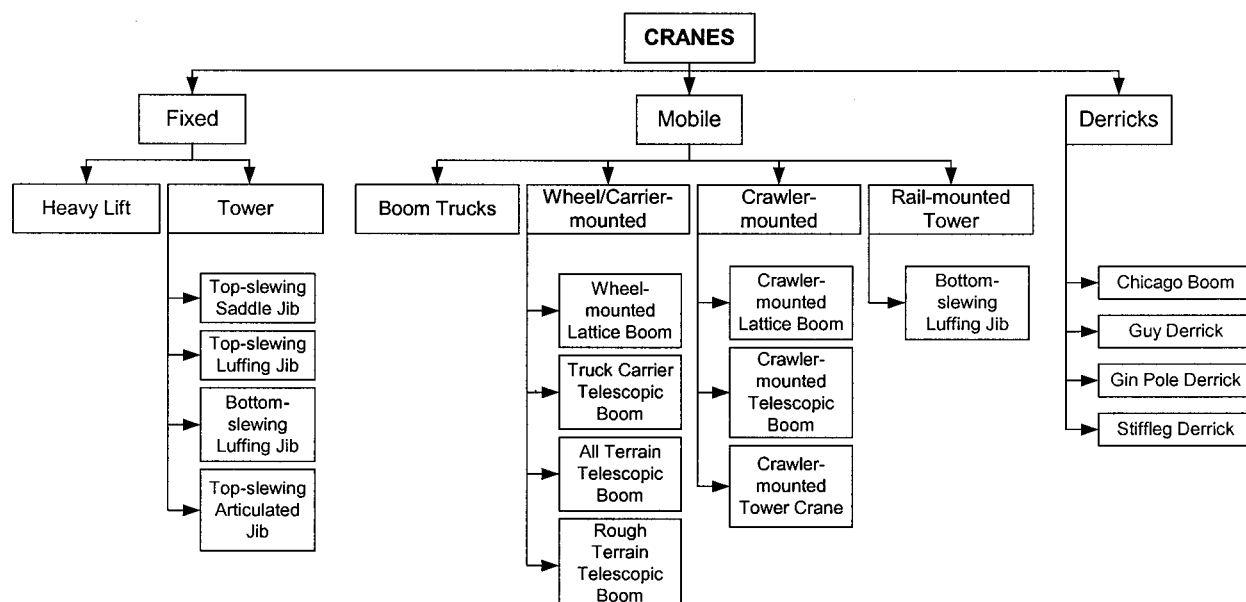 CRANES
Fixed
Mobile
Derricks
Heavy Lift
Tower
Boom Trucks
Wheel/Carrier-
mounted
Crawler-
mounted
Rail-mounted
Tower
Top-slewing
Saddle Jib
Top-slewing
Luffing Jib
Bottom-
slewing
Luffing Jib
Top-slewing
Articulated
Jib
Wheel-
mounted
Lattice Boom
Truck Carrier
Telescopic
Boom
All Terrain
Telescopic
Boom
Rough
Terrain
Telescopic
Boom
Crawler-
mounted
Lattice Boom
Crawler-
mounted
Telescopic
Boom
Crawler-
mounted
Tower Crane
Bottom-
slewing
Luffing Jib
Chicago Boom
Guy Derrick
Gin Pole Derrick
Stiffleg Derrick